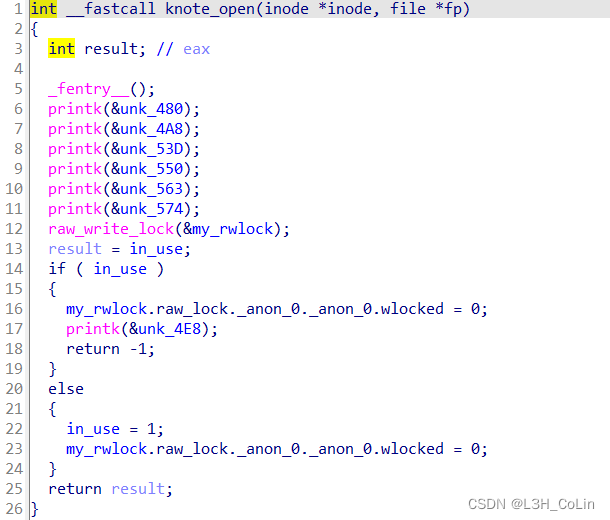 1 int __fastcall knote_open(inode *inode, file *fp)
2 {
3   int result; // eax
4
5   _fentry__();
6   printk(&unk_480);
7   printk(&unk_4A8);
8   printk(&unk_53D);
9   printk(&unk_550);
10   printk(&unk_563);
11   printk(&unk_574);
12   raw_write_lock(&my_rwlock);
13   result = in_use;
14   if ( in_use )
15   {
16     my_rwlock.raw_lock._anon_0._anon_0.wlocked = 0;
17     printk(&unk_4E8);
18     return -1;
19   }
20   else
21   {
22     in_use = 1;
23     my_rwlock.raw_lock._anon_0._anon_0.wlocked = 0;
24   }
25   return result;
26 }
CSDN @L3H_CoLin